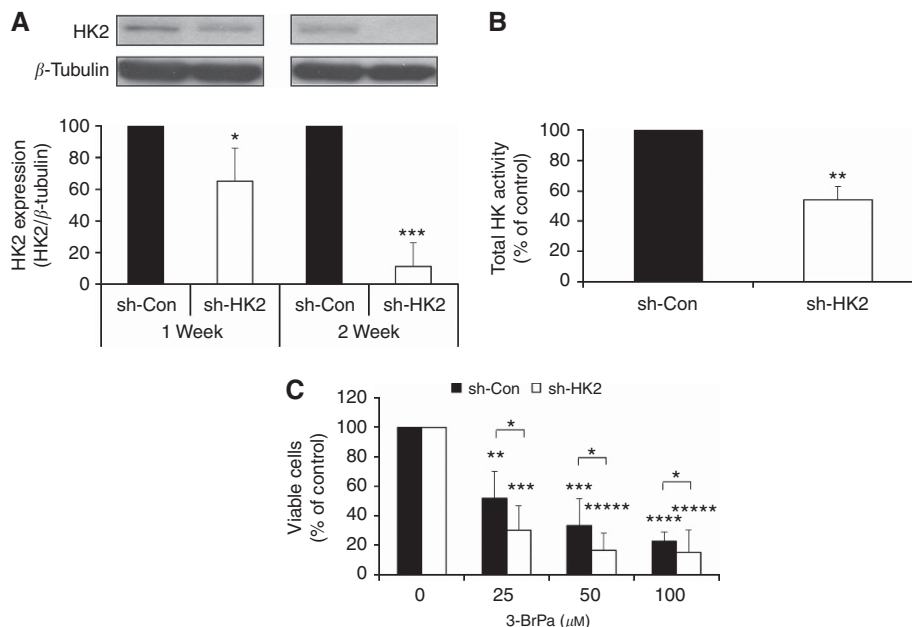 A
HK2
β-Tubulin
HK2 expression
(HK2/β-tubulin)
100
80
60
40
20
0
*
***
sh-Con sh-HK2 sh-Con sh-HK2
1 Week 2 Week
B
Total HK activity
(% of control)
100
80
60
40
20
0
**
sh-Con sh-HK2
C
sh-Con sh-HK2
Viable cells
(% of control)
120
100
80
60
40
20
0
* * *
** *** *** ***** **** *****
0 25 50 100
3-BrPa (μM)